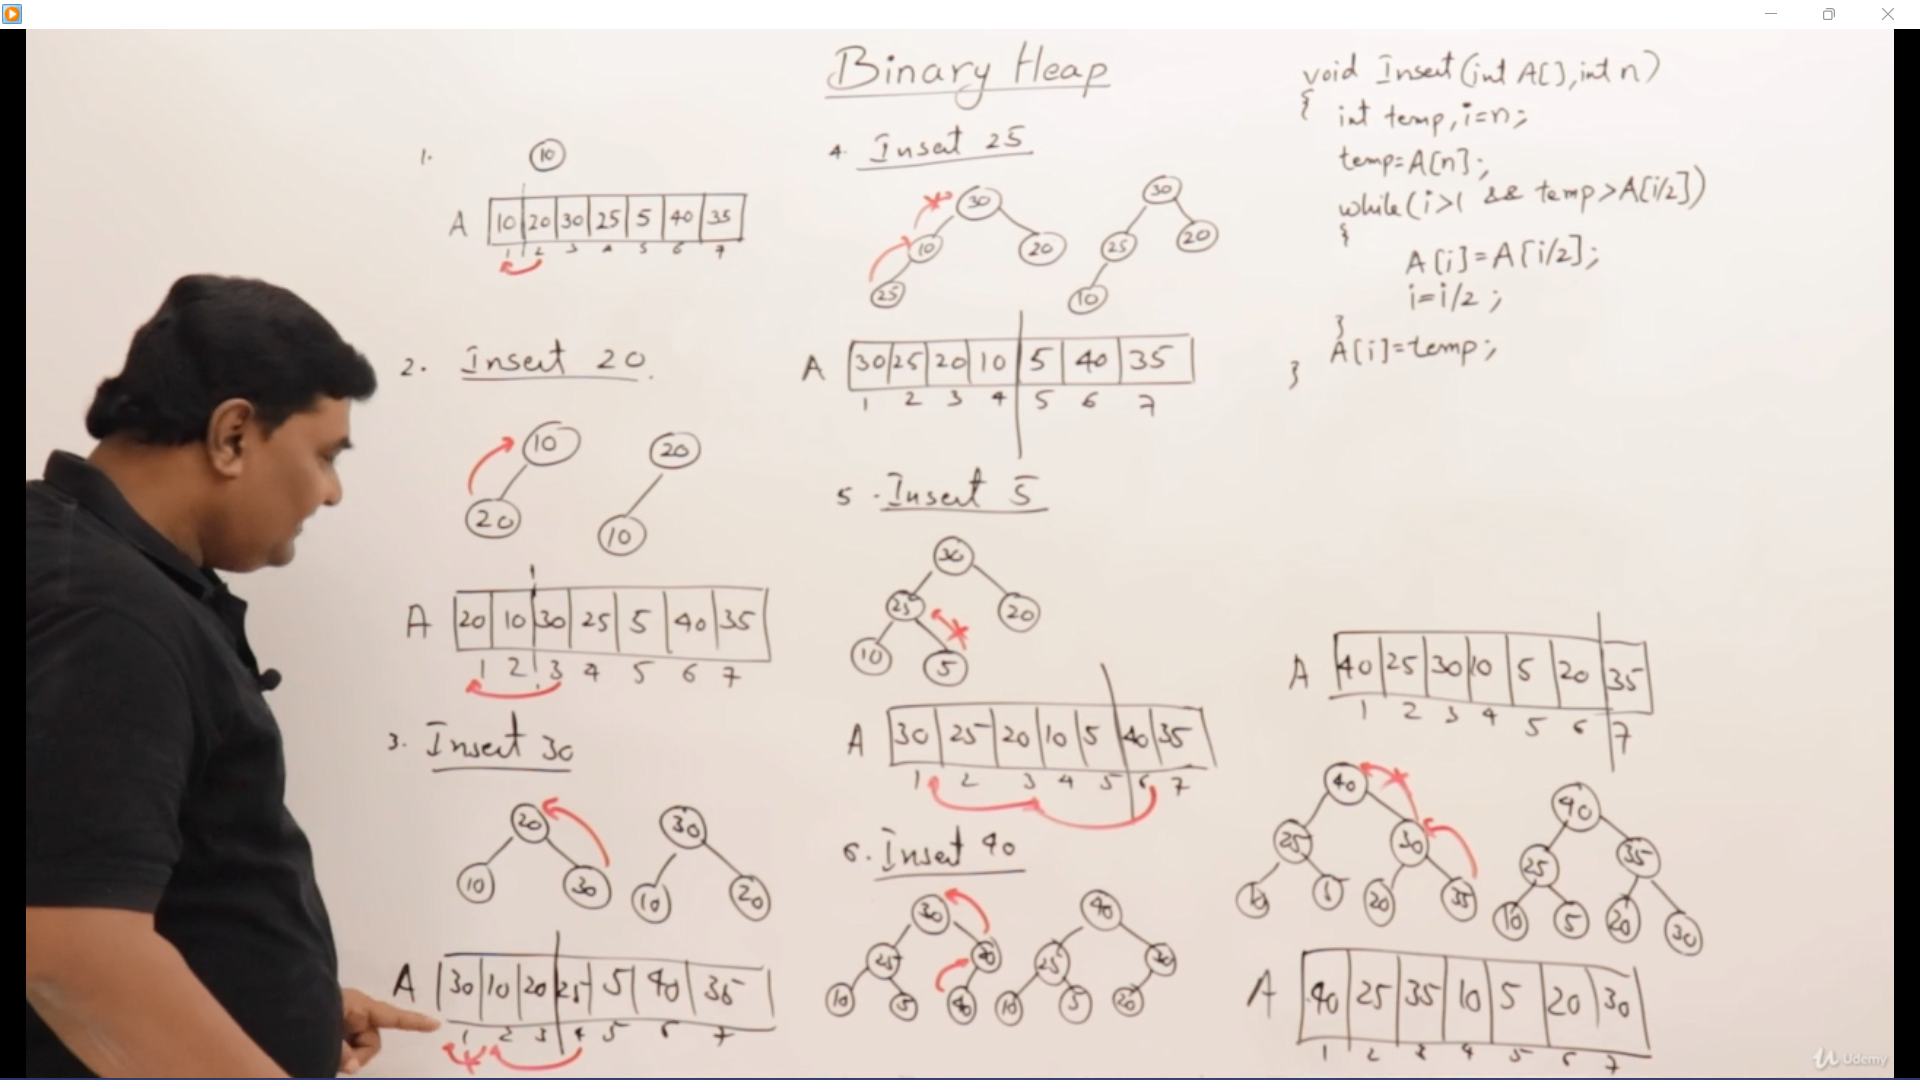 Binary Heap
1.
10
A 10 20 30 25 5 40 35
1 2 3 4 5 6 7
2. Insert 20
10
20
20
10
A 20 10 30 25 5 40 35
1 2 3 4 5 6 7
3. Insert 30
20
10 30
30
10 20
A 30 10 20 25 5 40 35
1 2 3 4 5 6 7
4. Insert 25
30
10 20
25
30
25 20
10
A 30 25 20 10 5 40 35
1 2 3 4 5 6 7
5. Insert 5
30
25 20
10 5
A 30 25 20 10 5 40 35
1 2 3 4 5 6 7
6. Insert 40
30
25 20
10 5 40
40
25 30
10 5 20
void Insert(int A[], int n)
{
int temp, i=n;
temp=A[n];
while(i>1 && temp>A[i/2])
{
A[i]=A[i/2];
i=i/2;
}
A[i]=temp;
}
A 40 25 30 10 5 20 35
1 2 3 4 5 6 7
40
25 30
10 5 20 35
40
25 35
10 5 20 30
A 40 25 35 10 5 20 30
1 2 3 4 5 6 7
Udemy